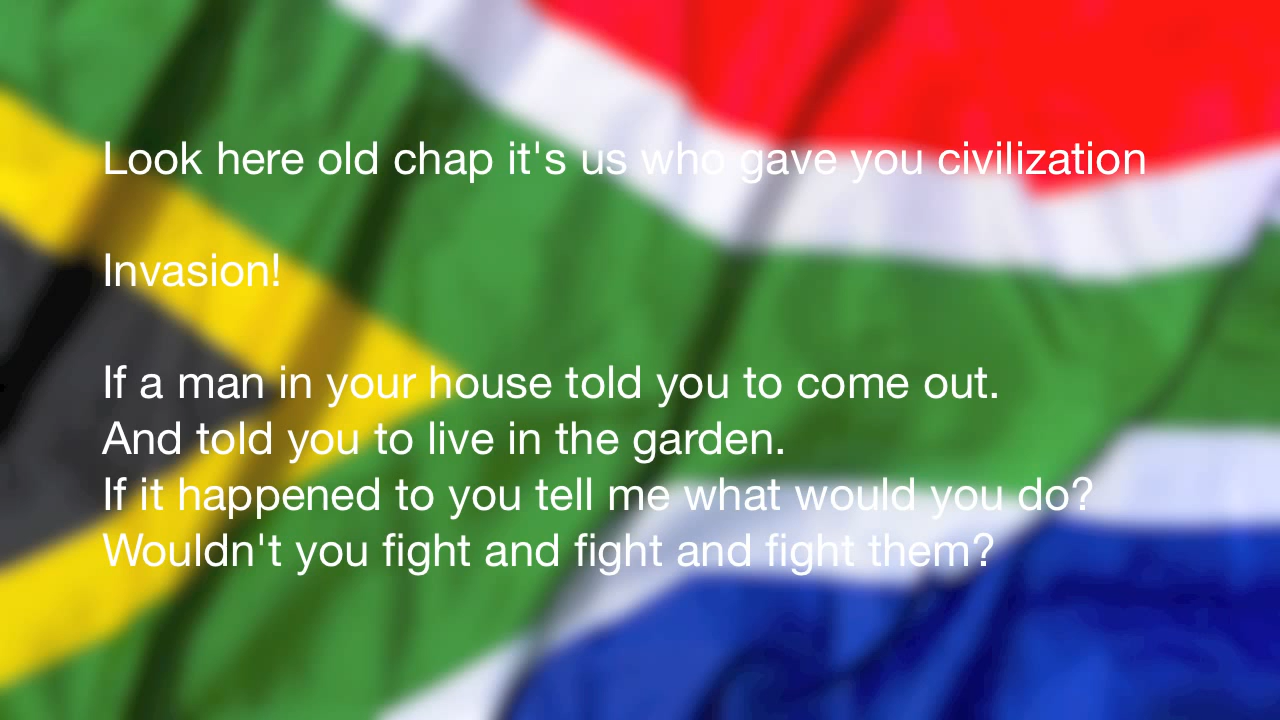 Look here old chap it's us who gave you civilization
Invasion!
If a man in your house told you to come out.
And told you to live in the garden.
If it happened to you tell me what would you do?
Wouldn't you fight and fight and fight them?